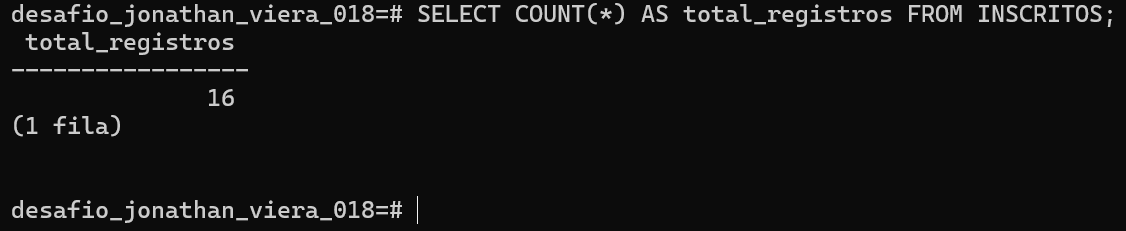 desafio_jonathan_viera_018=# SELECT COUNT(*) AS total_registros FROM INSCRITOS;
 total_registros
-----------------
              16
(1 fila)
desafio_jonathan_viera_018=#